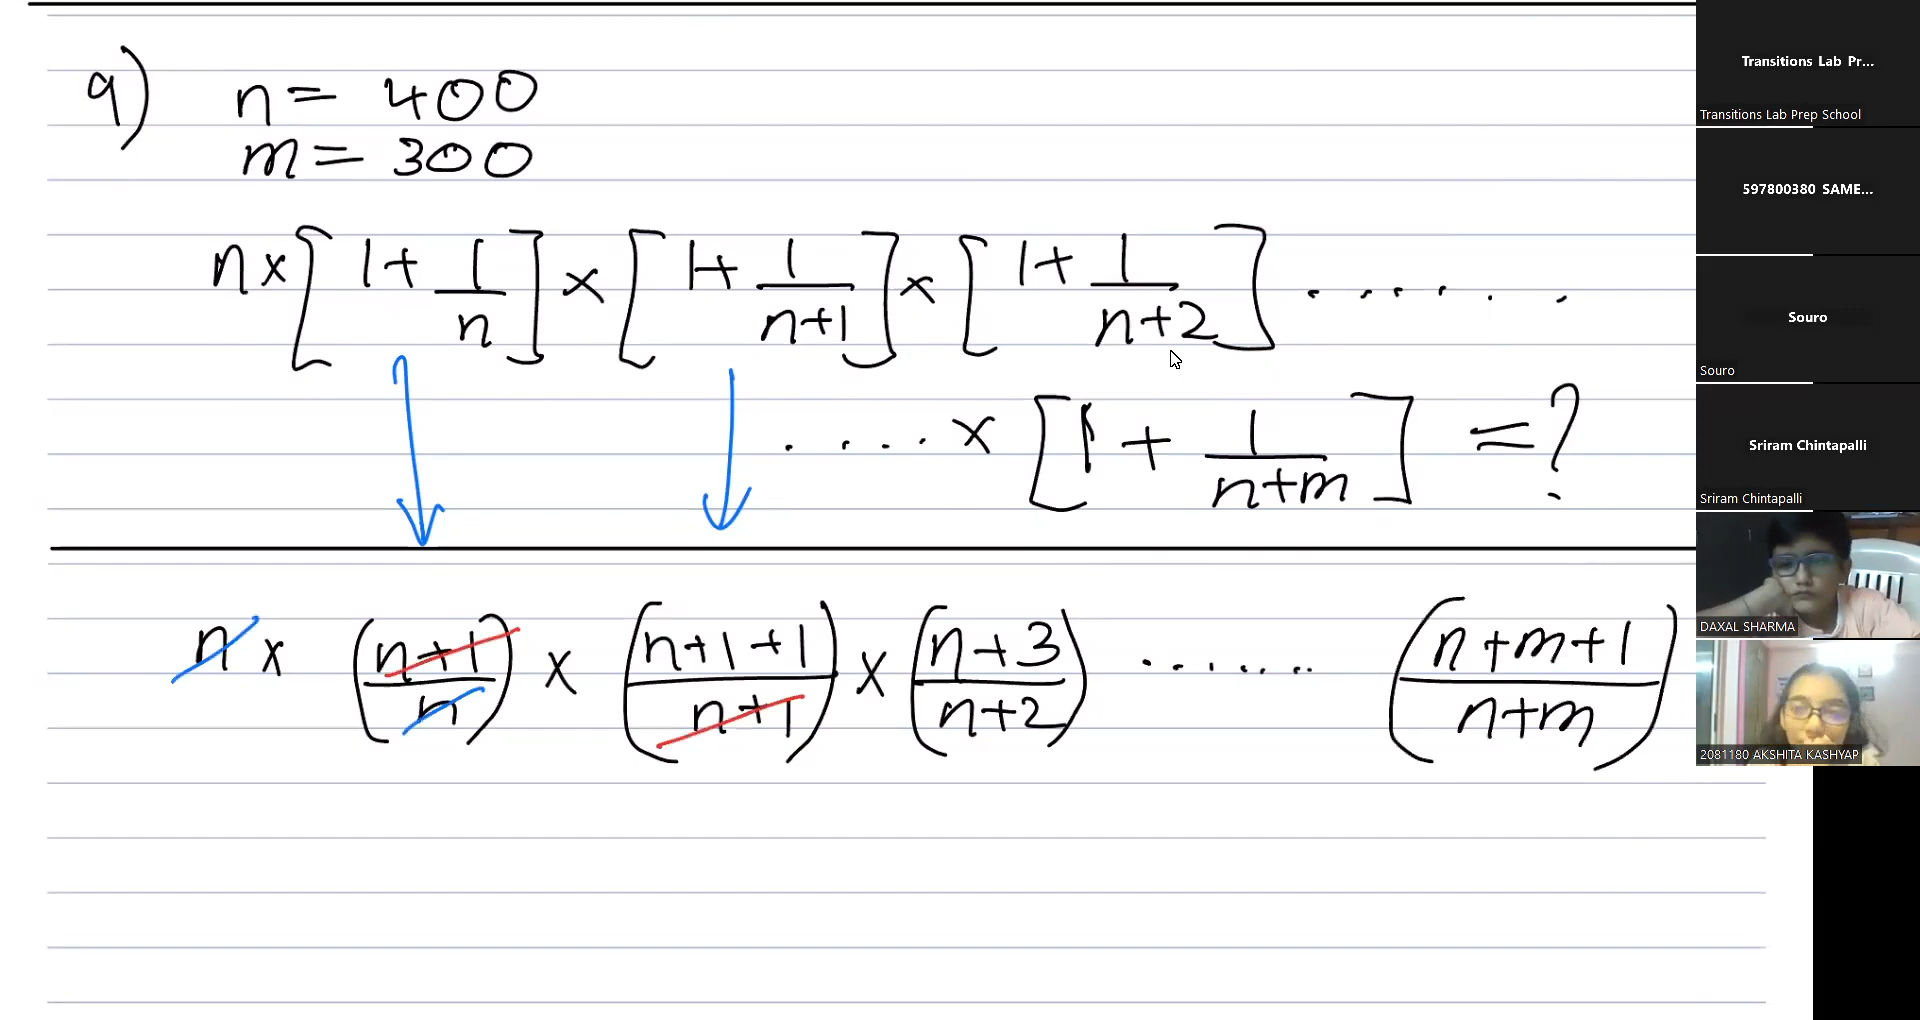 9) n = 400
m = 300
n × [1 + 1/n] × [1 + 1/(n+1)] × [1 + 1/(n+2)] . . . . . . .
. . . . . × [1 + 1/(n+m)] = ?
n × ((n+1)/n) × ((n+1+1)/(n+1)) × ((n+3)/(n+2)) . . . . . . . ((n+m+1)/(n+m))
Transitions Lab Pr...
Transitions Lab Prep School
597800380 SAME...
Souro
Souro
Sriram Chintapalli
Sriram Chintapalli
DAXAL SHARMA
2081180 AKSHITA KASHYAP